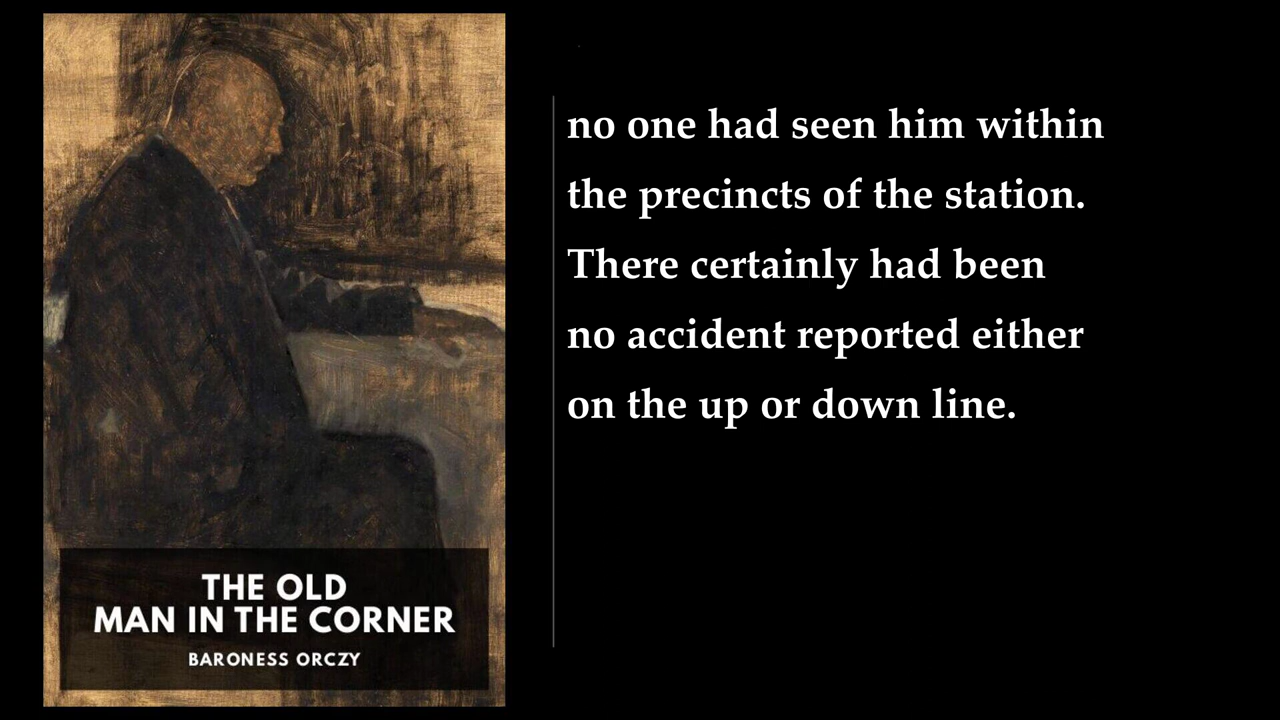 no one had seen him within
the precincts of the station.
There certainly had been
no accident reported either
on the up or down line.
THE OLD
MAN IN THE CORNER
BARONESS ORCZY